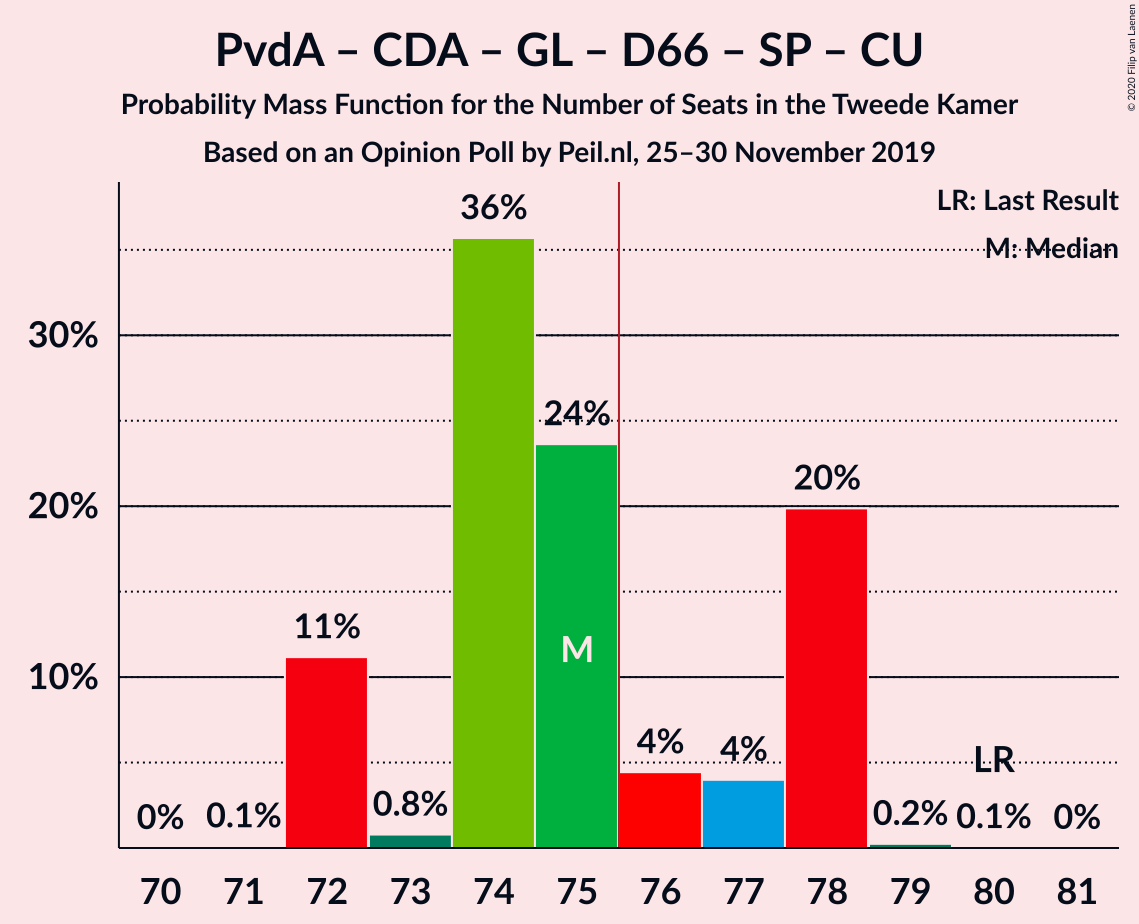 PvdA – CDA – GL – D66 – SP – CU
Probability Mass Function for the Number of Seats in the Tweede Kamer
Based on an Opinion Poll by Peil.nl, 25–30 November 2019
© 2020 Filip van Laenen
LR: Last Result
M: Median
36%
30%
24%
20%
20%
11%
10%
M
4%
4%
LR
0%
0.1%
0.8%
0.2%
0.1%
0%
70 71 72 73 74 75 76 77 78 79 80 81